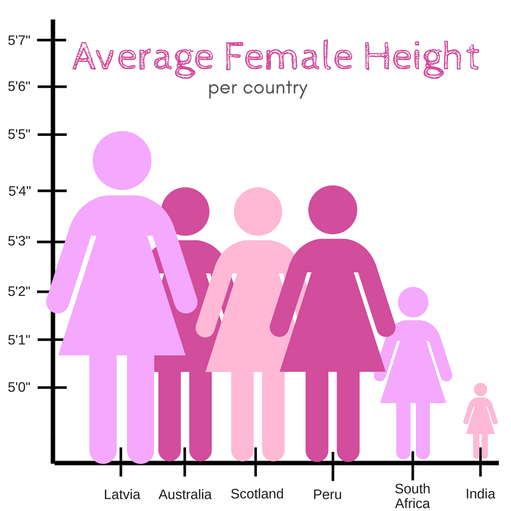 Average Female Height
per country
5'7"
5'6"
5'5"
5'4"
5'3"
5'2"
5'1"
5'0"
Latvia
Australia
Scotland
Peru
South
Africa
India